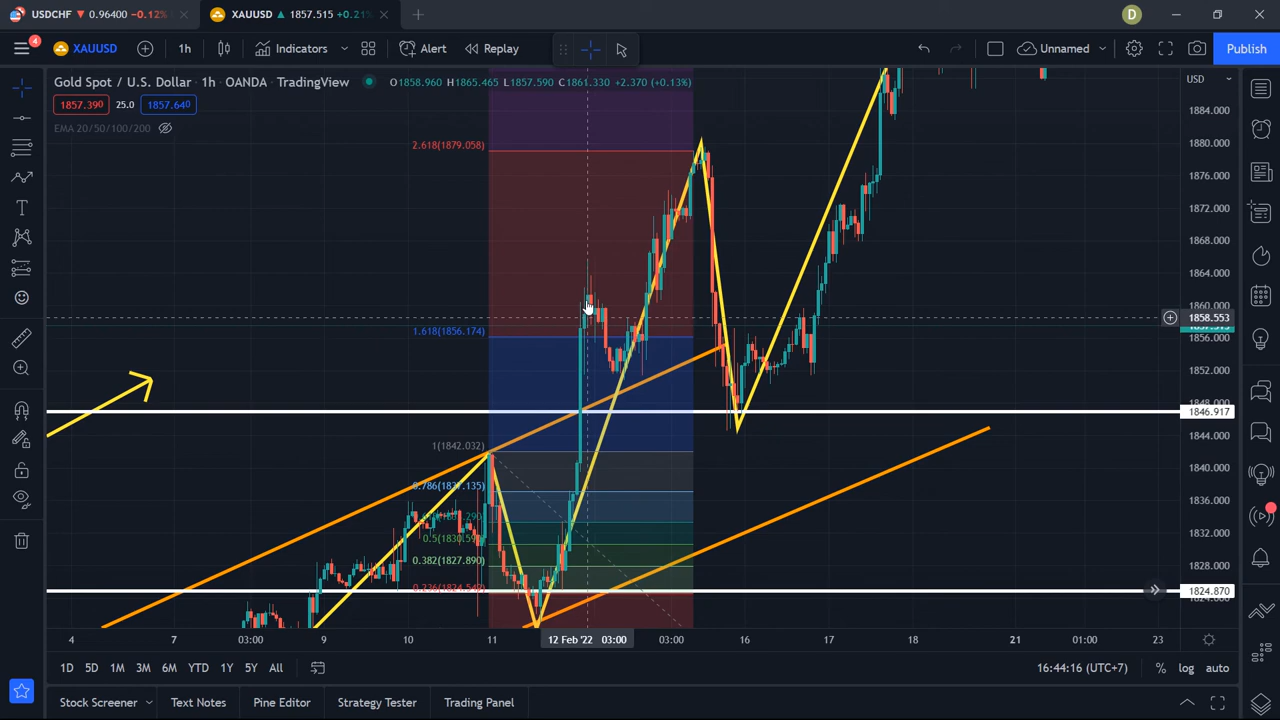 USDCHF ▲ 0.96400 −0.12%
XAUUSD ▲ 1857.515 +0.21%
D
4
XAUUSD
1h
Indicators
Alert
Replay
Unnamed
Publish
Gold Spot / U.S. Dollar · 1h · OANDA · TradingView
O1858.960 H1865.465 L1857.590 C1861.330 +2.370 (+0.13%)
USD
1857.390
25.0
1857.640
EMA 20/50/100/200
2.618(1879.058)
1.618(1856.174)
1(1842.032)
0.5(1830.59
0.382(1827.890)
1884.000
1880.000
1876.000
1872.000
1868.000
1864.000
1860.000
1858.553
1856.000
1852.000
1846.917
1844.000
1840.000
1836.000
1832.000
1828.000
1824.870
4
7
03:00
9
10
11
12 Feb '22 03:00
03:00
16
17
18
21
01:00
23
1D
5D
1M
3M
6M
YTD
1Y
5Y
All
16:44:16 (UTC+7)
%
log
auto
Stock Screener
Text Notes
Pine Editor
Strategy Tester
Trading Panel